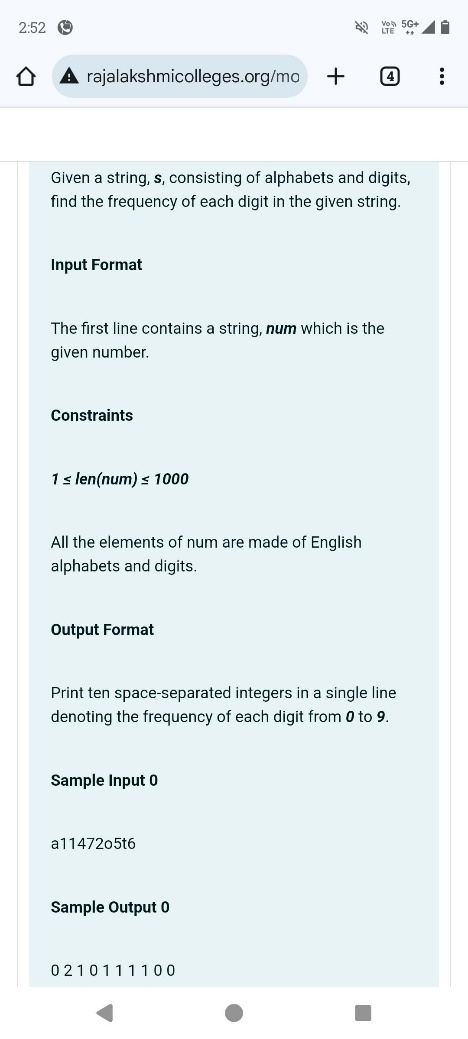 2:52
Vo)) 5G+
LTE
rajalakshmicolleges.org/mo
4
Given a string, s, consisting of alphabets and digits,
find the frequency of each digit in the given string.
Input Format
The first line contains a string, num which is the
given number.
Constraints
1 ≤ len(num) ≤ 1000
All the elements of num are made of English
alphabets and digits.
Output Format
Print ten space-separated integers in a single line
denoting the frequency of each digit from 0 to 9.
Sample Input 0
a11472o5t6
Sample Output 0
0 2 1 0 1 1 1 1 0 0